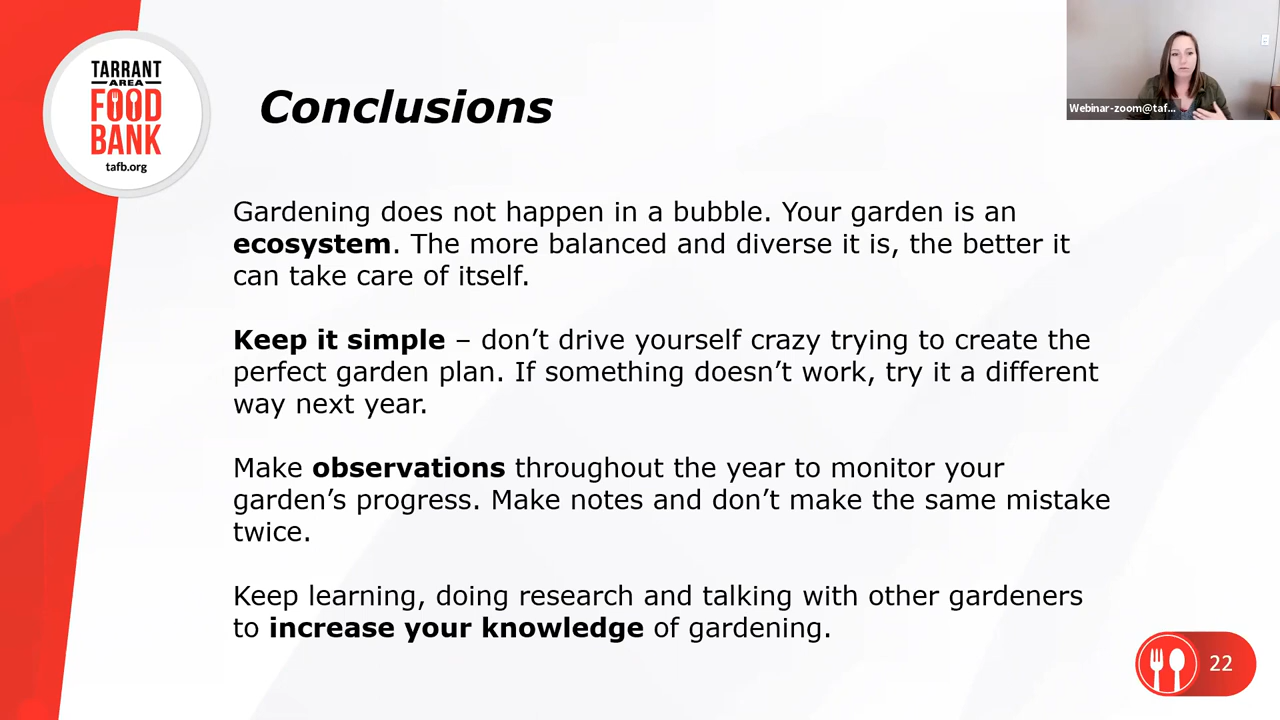 TARRANT
AREA
FOOD
BANK
tafb.org
Conclusions
Webinar-zoom@taf...
Gardening does not happen in a bubble. Your garden is an
ecosystem. The more balanced and diverse it is, the better it
can take care of itself.
Keep it simple – don’t drive yourself crazy trying to create the
perfect garden plan. If something doesn’t work, try it a different
way next year.
Make observations throughout the year to monitor your
garden’s progress. Make notes and don’t make the same mistake
twice.
Keep learning, doing research and talking with other gardeners
to increase your knowledge of gardening.
22